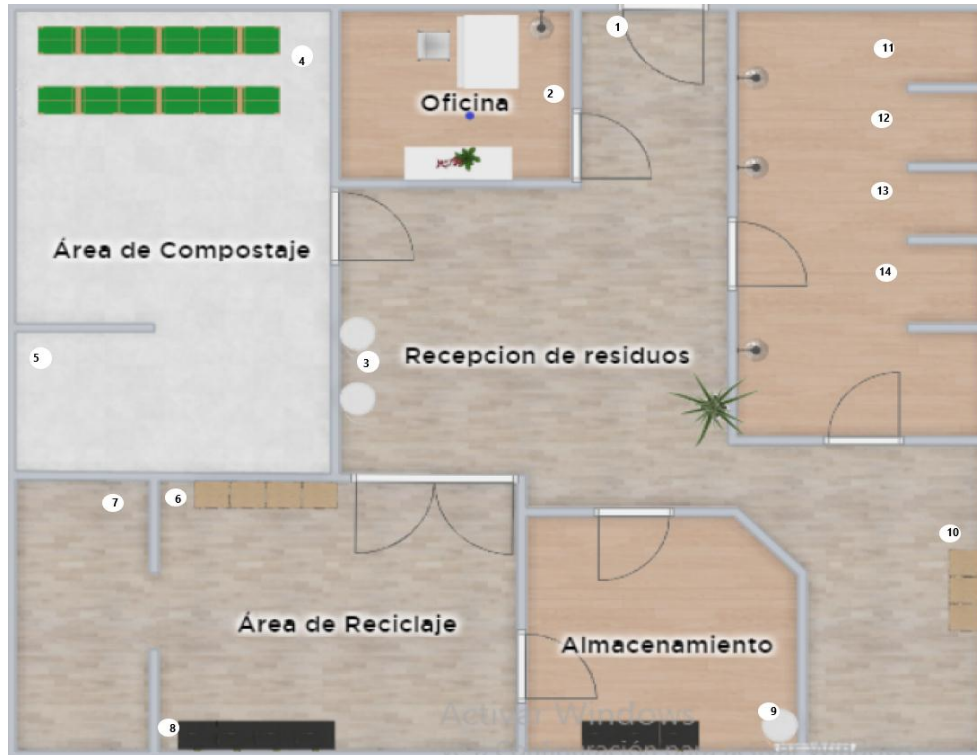 1
11
4
2
Oficina
12
13
Área de Compostaje
14
5
3
Recepcion de residuos
7
6
10
Área de Reciclaje
Almacenamiento
8
9
Activar Windows